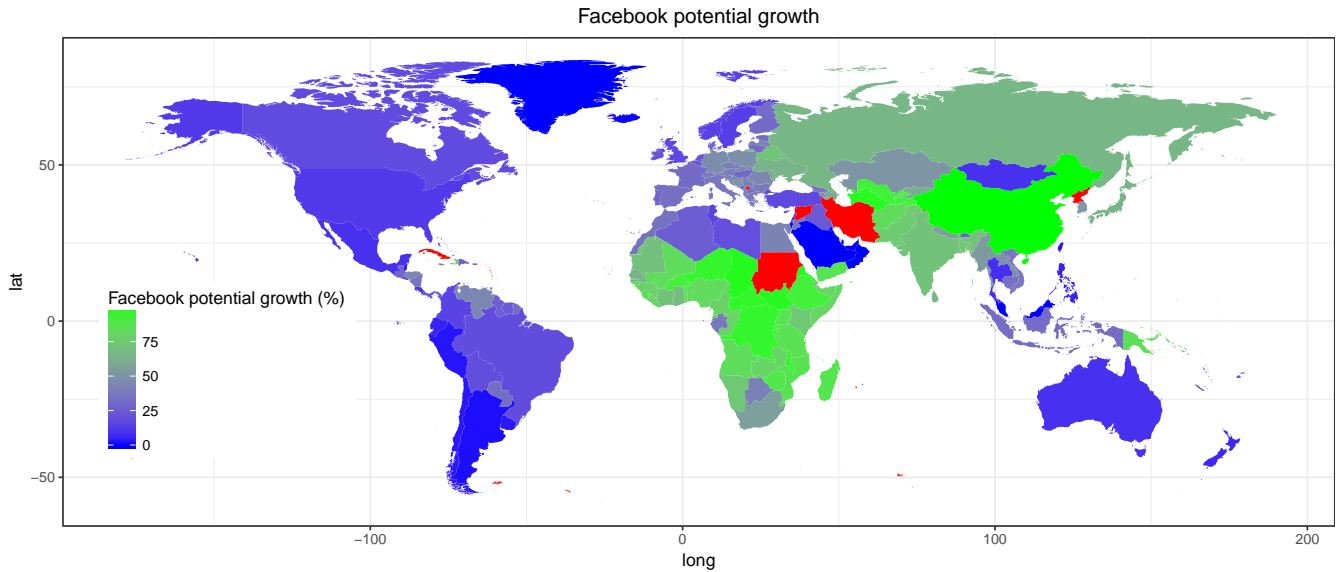 Facebook potential growth
50
0
−50
lat
Facebook potential growth (%)
75
50
25
0
−100
0
100
200
long